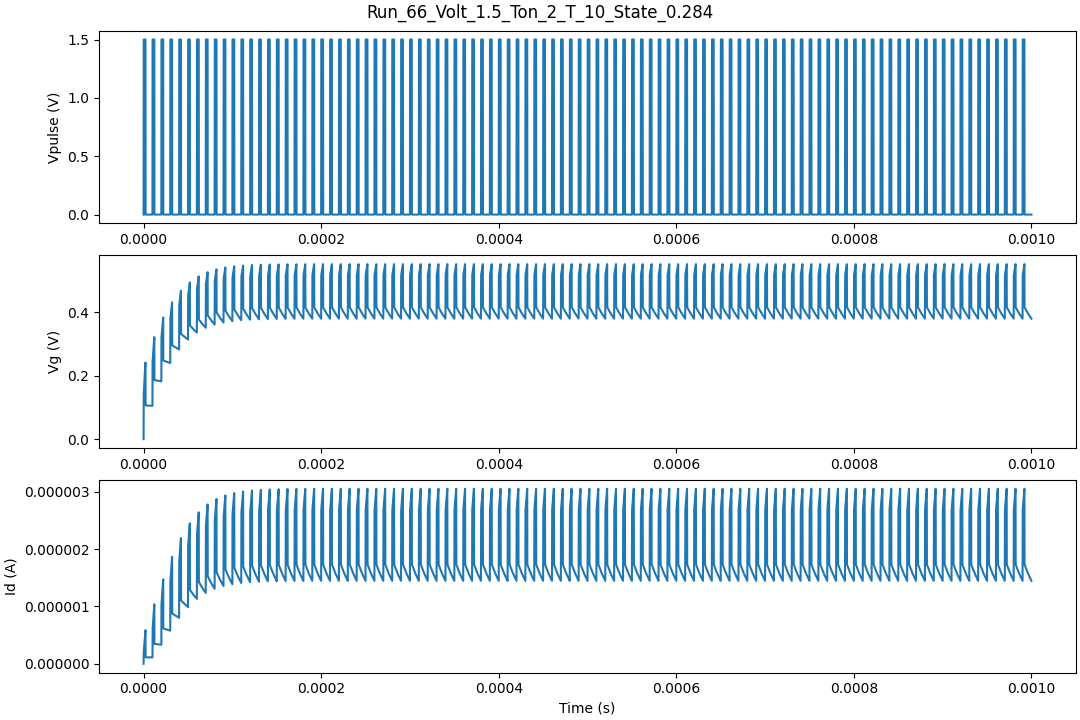 Run_66_Volt_1.5_Ton_2_T_10_State_0.284
1.5
1.0
0.5
0.0
Vpulse (V)
0.0000 0.0002 0.0004 0.0006 0.0008 0.0010
0.4
0.2
0.0
Vg (V)
0.0000 0.0002 0.0004 0.0006 0.0008 0.0010
0.000003
0.000002
0.000001
0.000000
Id (A)
0.0000 0.0002 0.0004 0.0006 0.0008 0.0010
Time (s)